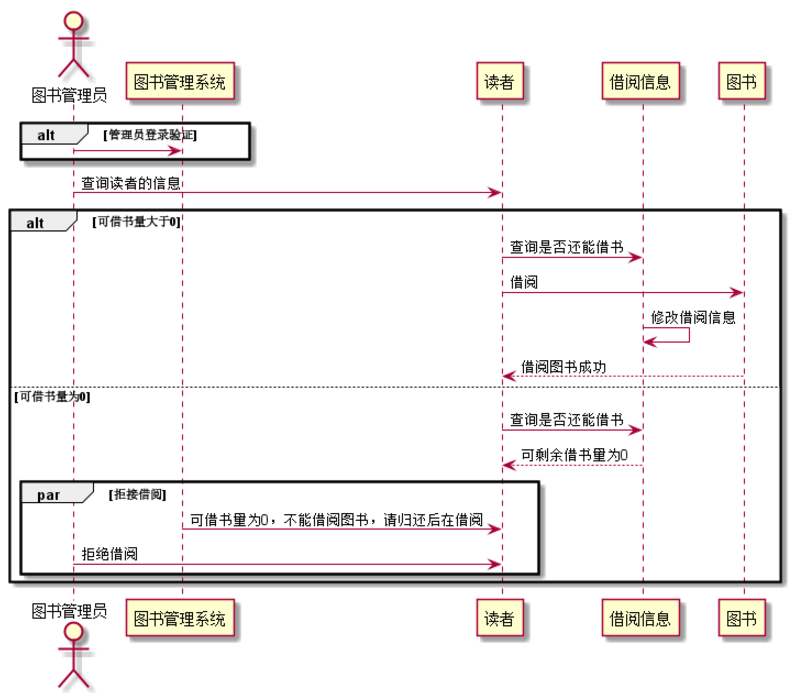 图书管理员
图书管理系统
读者
借阅信息
图书
alt
[管理员登录验证]
查询读者的信息
alt
[可借书量大于0]
查询是否还能借书
借阅
修改借阅信息
借阅图书成功
[可借书量为0]
查询是否还能借书
可剩余借书量为0
par
[拒接借阅]
可借书量为0，不能借阅图书，请归还后在借阅
拒绝借阅
图书管理员
图书管理系统
读者
借阅信息
图书